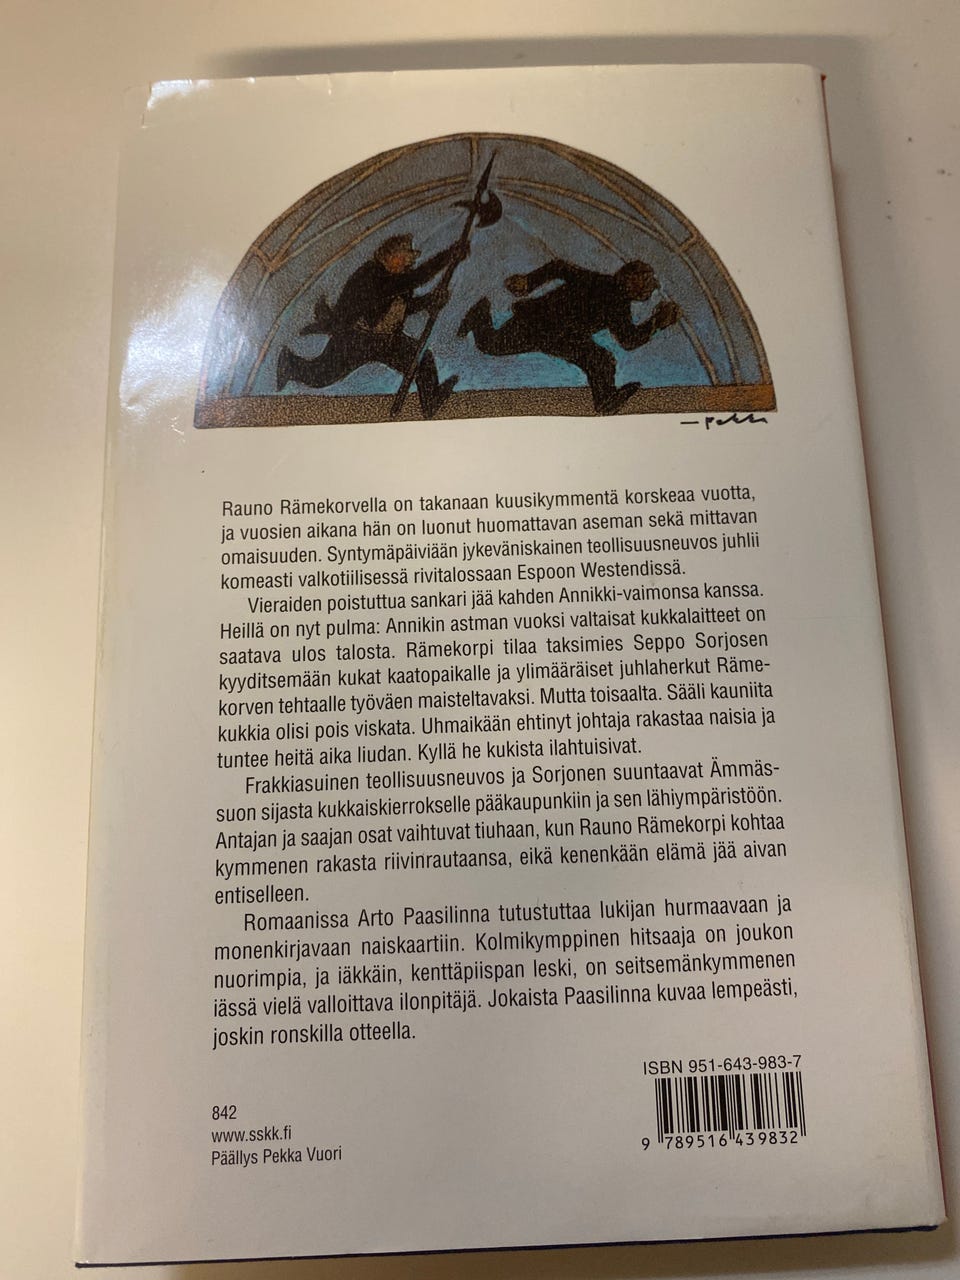 Pekka
Rauno Rämekorvella on takanaan kuusikymmentä korskeaa vuotta,
ja vuosien aikana hän on luonut huomattavan aseman sekä mittavan
omaisuuden. Syntymäpäiviään jykeväniskainen teollisuusneuvos juhlii
komeasti valkotiilisessä rivitalossaan Espoon Westendissä.
Vieraiden poistuttua sankari jää kahden Annikki-vaimonsa kanssa.
Heillä on nyt pulma: Annikin astman vuoksi valtaisat kukkalaitteet on
saatava ulos talosta. Rämekorpi tilaa taksimies Seppo Sorjosen
kyyditsemään kukat kaatopaikalle ja ylimääräiset juhlaherkut Räme-
korven tehtaalle työväen maisteltavaksi. Mutta toisaalta. Sääli kauniita
kukkia olisi pois viskata. Uhmaikään ehtinyt johtaja rakastaa naisia ja
tuntee heitä aika liudan. Kyllä he kukista ilahtuisivat.
Frakkiasuinen teollisuusneuvos ja Sorjonen suuntaavat Ämmäs-
suon sijasta kukkaiskierrokselle pääkaupunkiin ja sen lähiympäristöön.
Antajan ja saajan osat vaihtuvat tiuhaan, kun Rauno Rämekorpi kohtaa
kymmenen rakasta riivinrautaansa, eikä kenenkään elämä jää aivan
entiselleen.
Romaanissa Arto Paasilinna tutustuttaa lukijan hurmaavaan ja
monenkirjavaan naiskaartiin. Kolmikymppinen hitsaaja on joukon
nuorimpia, ja iäkkäin, kenttäpiispan leski, on seitsemänkymmenen
iässä vielä valloittava ilonpitäjä. Jokaista Paasilinna kuvaa lempeästi,
joskin ronskilla otteella.
ISBN 951-643-983-7
9 789516 439832
842
www.sskk.fi
Päällys Pekka Vuori